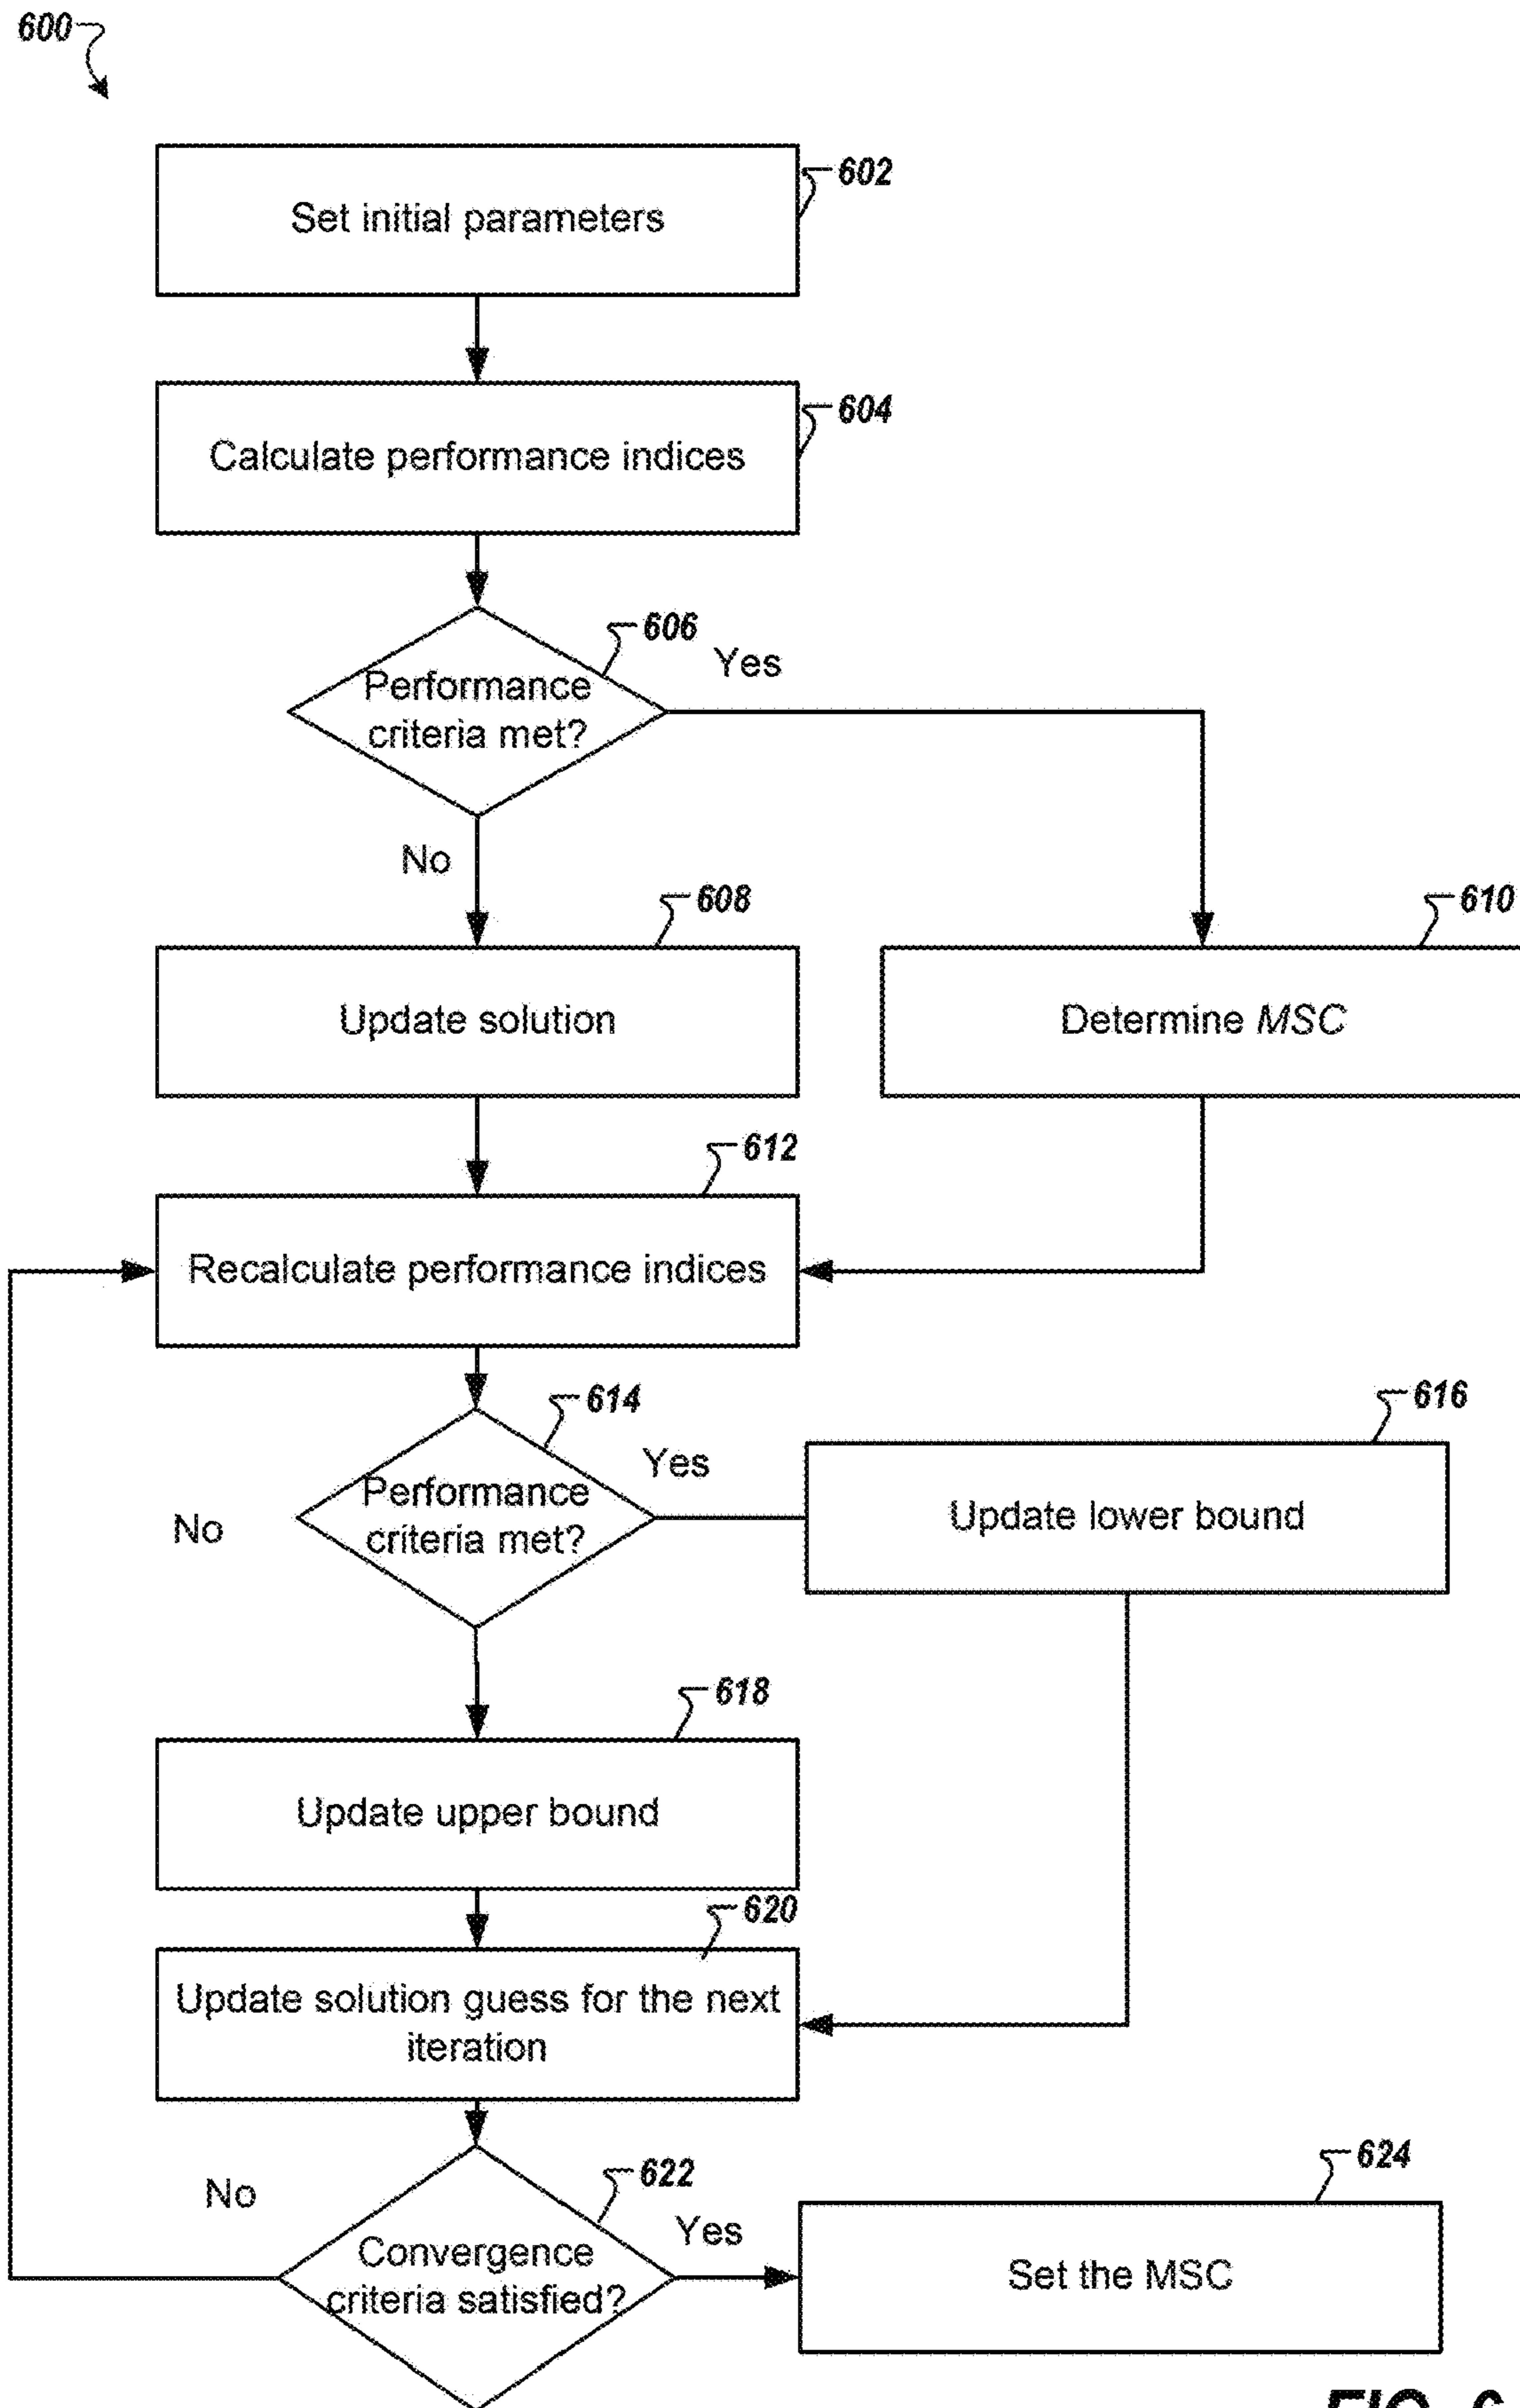 600
602
Set initial parameters
604
Calculate performance indices
606
Yes
Performance
criteria met?
No
608
610
Update solution
Determine MSC
612
Recalculate performance indices
614
616
Yes
Performance
criteria met?
No
Update lower bound
618
Update upper bound
620
Update solution guess for the next
iteration
622
624
No
Yes
Convergence
criteria satisfied?
Set the MSC
FIG. 6